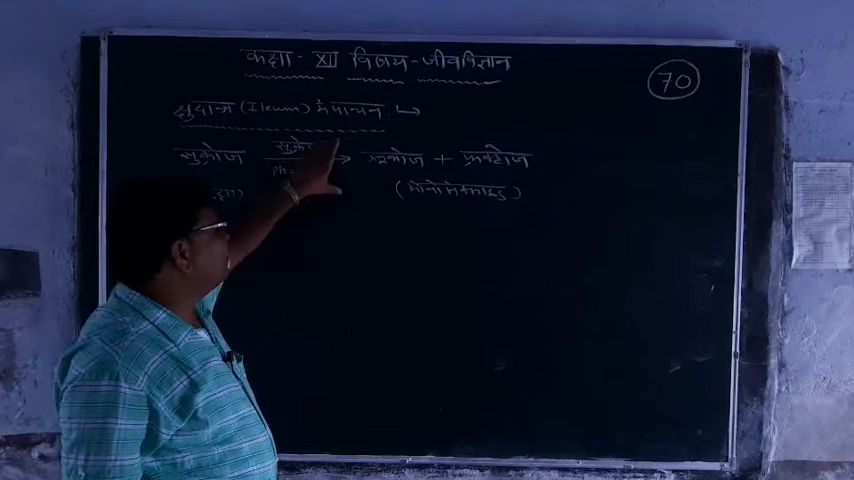 कक्षा - XII विषय - जीवविज्ञान
70
क्षुदान्त्र (Ileum) में पाचन ↳
सुक्रोज सुक्रे → ग्लूकोज + फ्रक्टोज
Ph=
(मोनोसैक्राइड)